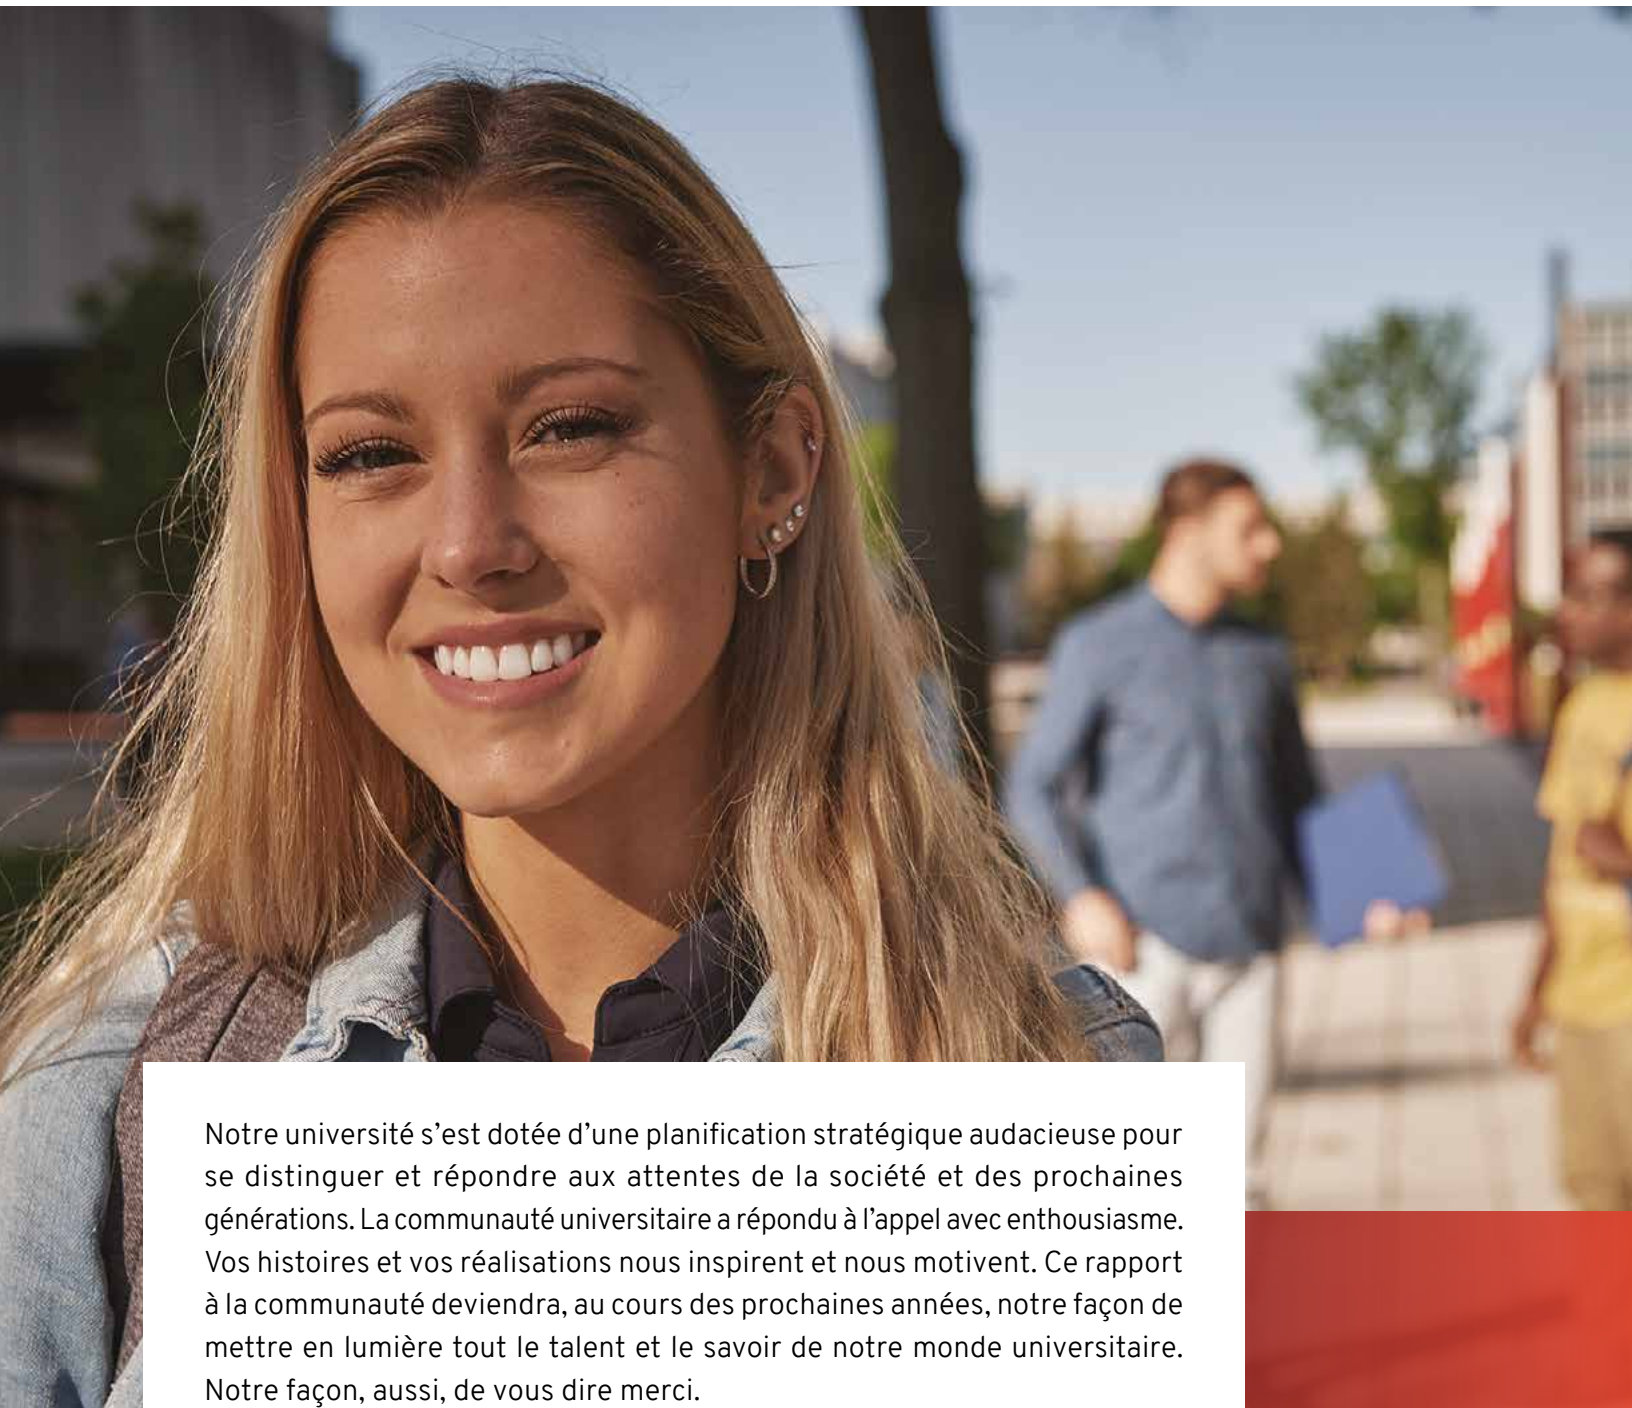 Notre université s’est dotée d’une planification stratégique audacieuse pour
se distinguer et répondre aux attentes de la société et des prochaines
générations. La communauté universitaire a répondu à l’appel avec enthousiasme.
Vos histoires et vos réalisations nous inspirent et nous motivent. Ce rapport
à la communauté deviendra, au cours des prochaines années, notre façon de
mettre en lumière tout le talent et le savoir de notre monde universitaire.
Notre façon, aussi, de vous dire merci.